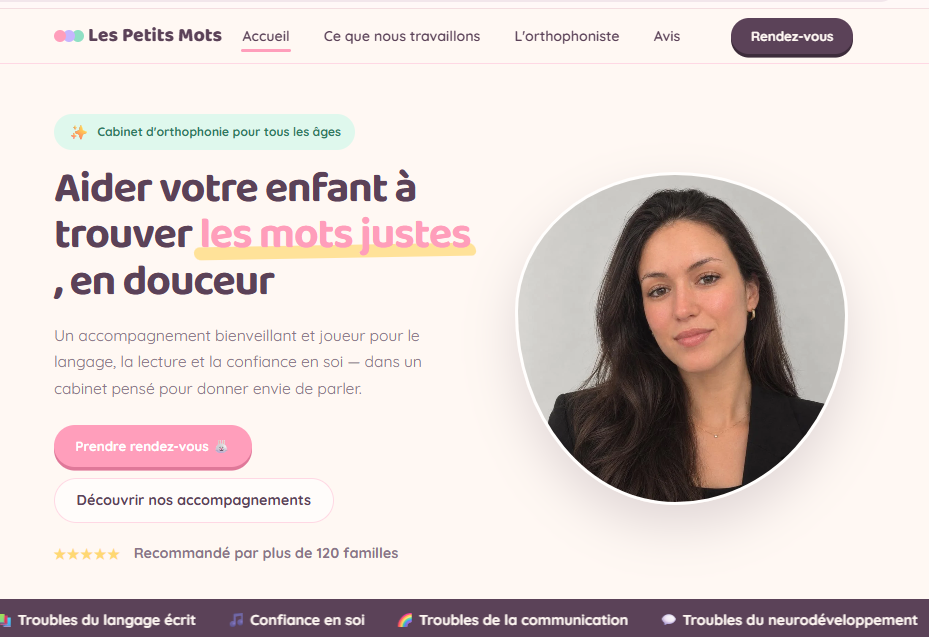 Les Petits Mots
Accueil
Ce que nous travaillons
L'orthophoniste
Avis
Rendez-vous
✨ Cabinet d'orthophonie pour tous les âges
Aider votre enfant à
trouver les mots justes
, en douceur
Un accompagnement bienveillant et joueur pour le
langage, la lecture et la confiance en soi — dans un
cabinet pensé pour donner envie de parler.
Prendre rendez-vous 🐰
Découvrir nos accompagnements
★★★★★ Recommandé par plus de 120 familles
Troubles du langage écrit 🎵 Confiance en soi 🌈 Troubles de la communication 💬 Troubles du neurodéveloppement